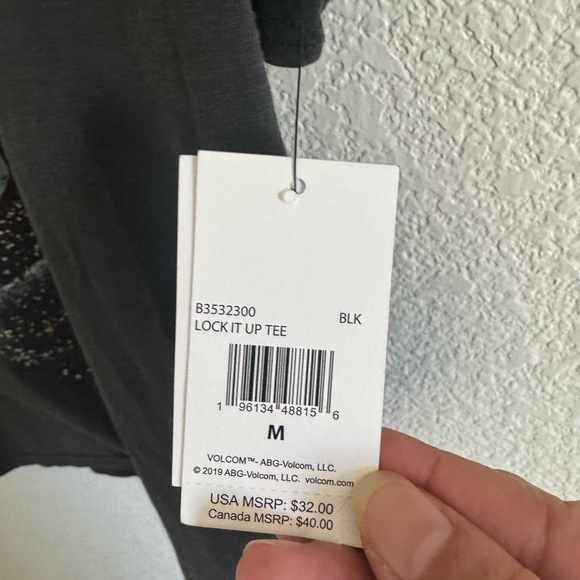 B3532300 BLK
LOCK IT UP TEE
1 96134 48815 6
M
VOLCOM™- ABG-Volcom, LLC.
© 2019 ABG-Volcom, LLC. volcom.com
USA MSRP: $32.00
Canada MSRP: $40.00